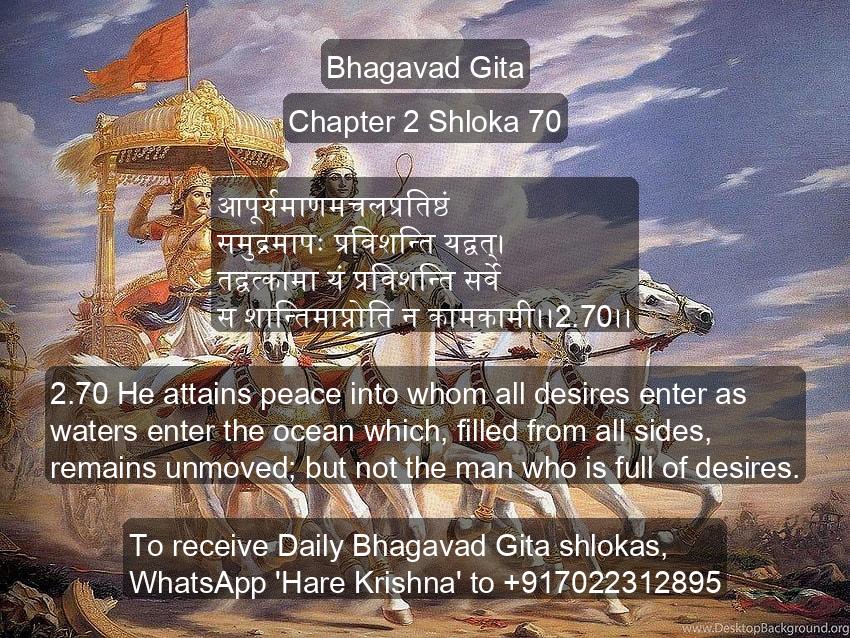 Bhagavad Gita
Chapter 2 Shloka 70
आपूर्यमाणमचलप्रतिष्ठं
समुद्रमापः प्रविशन्ति यद्वत्।
तद्वत्कामा यं प्रविशन्ति सर्वे
स शान्तिमाप्नोति न कामकामी।।2.70।।
2.70 He attains peace into whom all desires enter as
waters enter the ocean which, filled from all sides,
remains unmoved; but not the man who is full of desires.
To receive Daily Bhagavad Gita shlokas,
WhatsApp 'Hare Krishna' to +917022312895
www.DesktopBackground.org